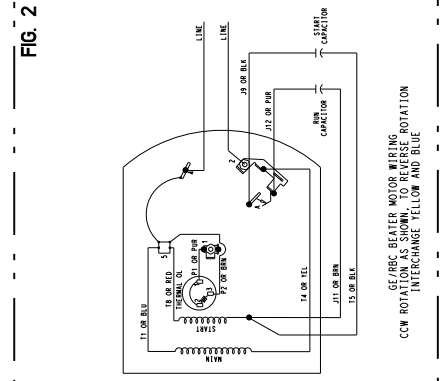 FIG. 2
LINE
LINE
START
CAPACITOR
J9 OR BLK
RUN
CAPACITOR
J12 OR PUR
2
A
5
1
P1 OR PUR
P2 OR BRN
T8 OR RED
THERMAL OL
2
3
T1 OR BLU
START
MAIN
T4 OR YEL
J11 OR BRN
T5 OR BLK
GE/RBC BEATER MOTOR WIRING
CCW ROTATION AS SHOWN, TO REVERSE ROTATION
INTERCHANGE YELLOW AND BLUE